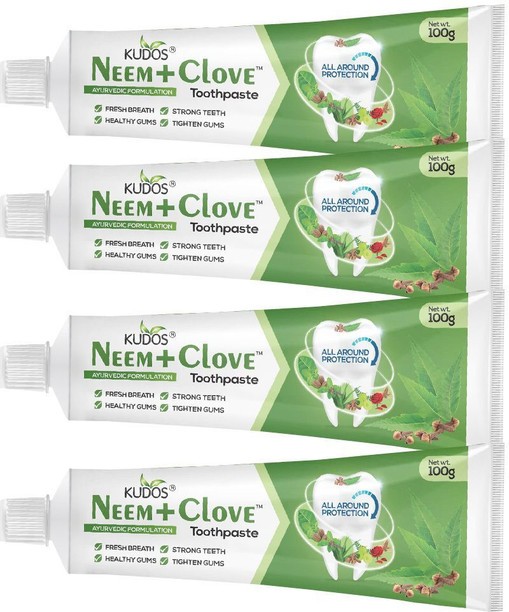 Net wt.
100g
KUDOS®
NEEM+CLOVE™
AYURVEDIC FORMULATION
Toothpaste
FRESH BREATH STRONG TEETH
HEALTHY GUMS TIGHTEN GUMS
ALL AROUND
PROTECTION
Net wt.
100g
KUDOS®
NEEM+CLOVE™
AYURVEDIC FORMULATION
Toothpaste
FRESH BREATH STRONG TEETH
HEALTHY GUMS TIGHTEN GUMS
ALL AROUND
PROTECTION
Net wt.
100g
KUDOS®
NEEM+CLOVE™
AYURVEDIC FORMULATION
Toothpaste
FRESH BREATH STRONG TEETH
HEALTHY GUMS TIGHTEN GUMS
ALL AROUND
PROTECTION
Net wt.
100g
KUDOS®
NEEM+CLOVE™
AYURVEDIC FORMULATION
Toothpaste
FRESH BREATH STRONG TEETH
HEALTHY GUMS TIGHTEN GUMS
ALL AROUND
PROTECTION